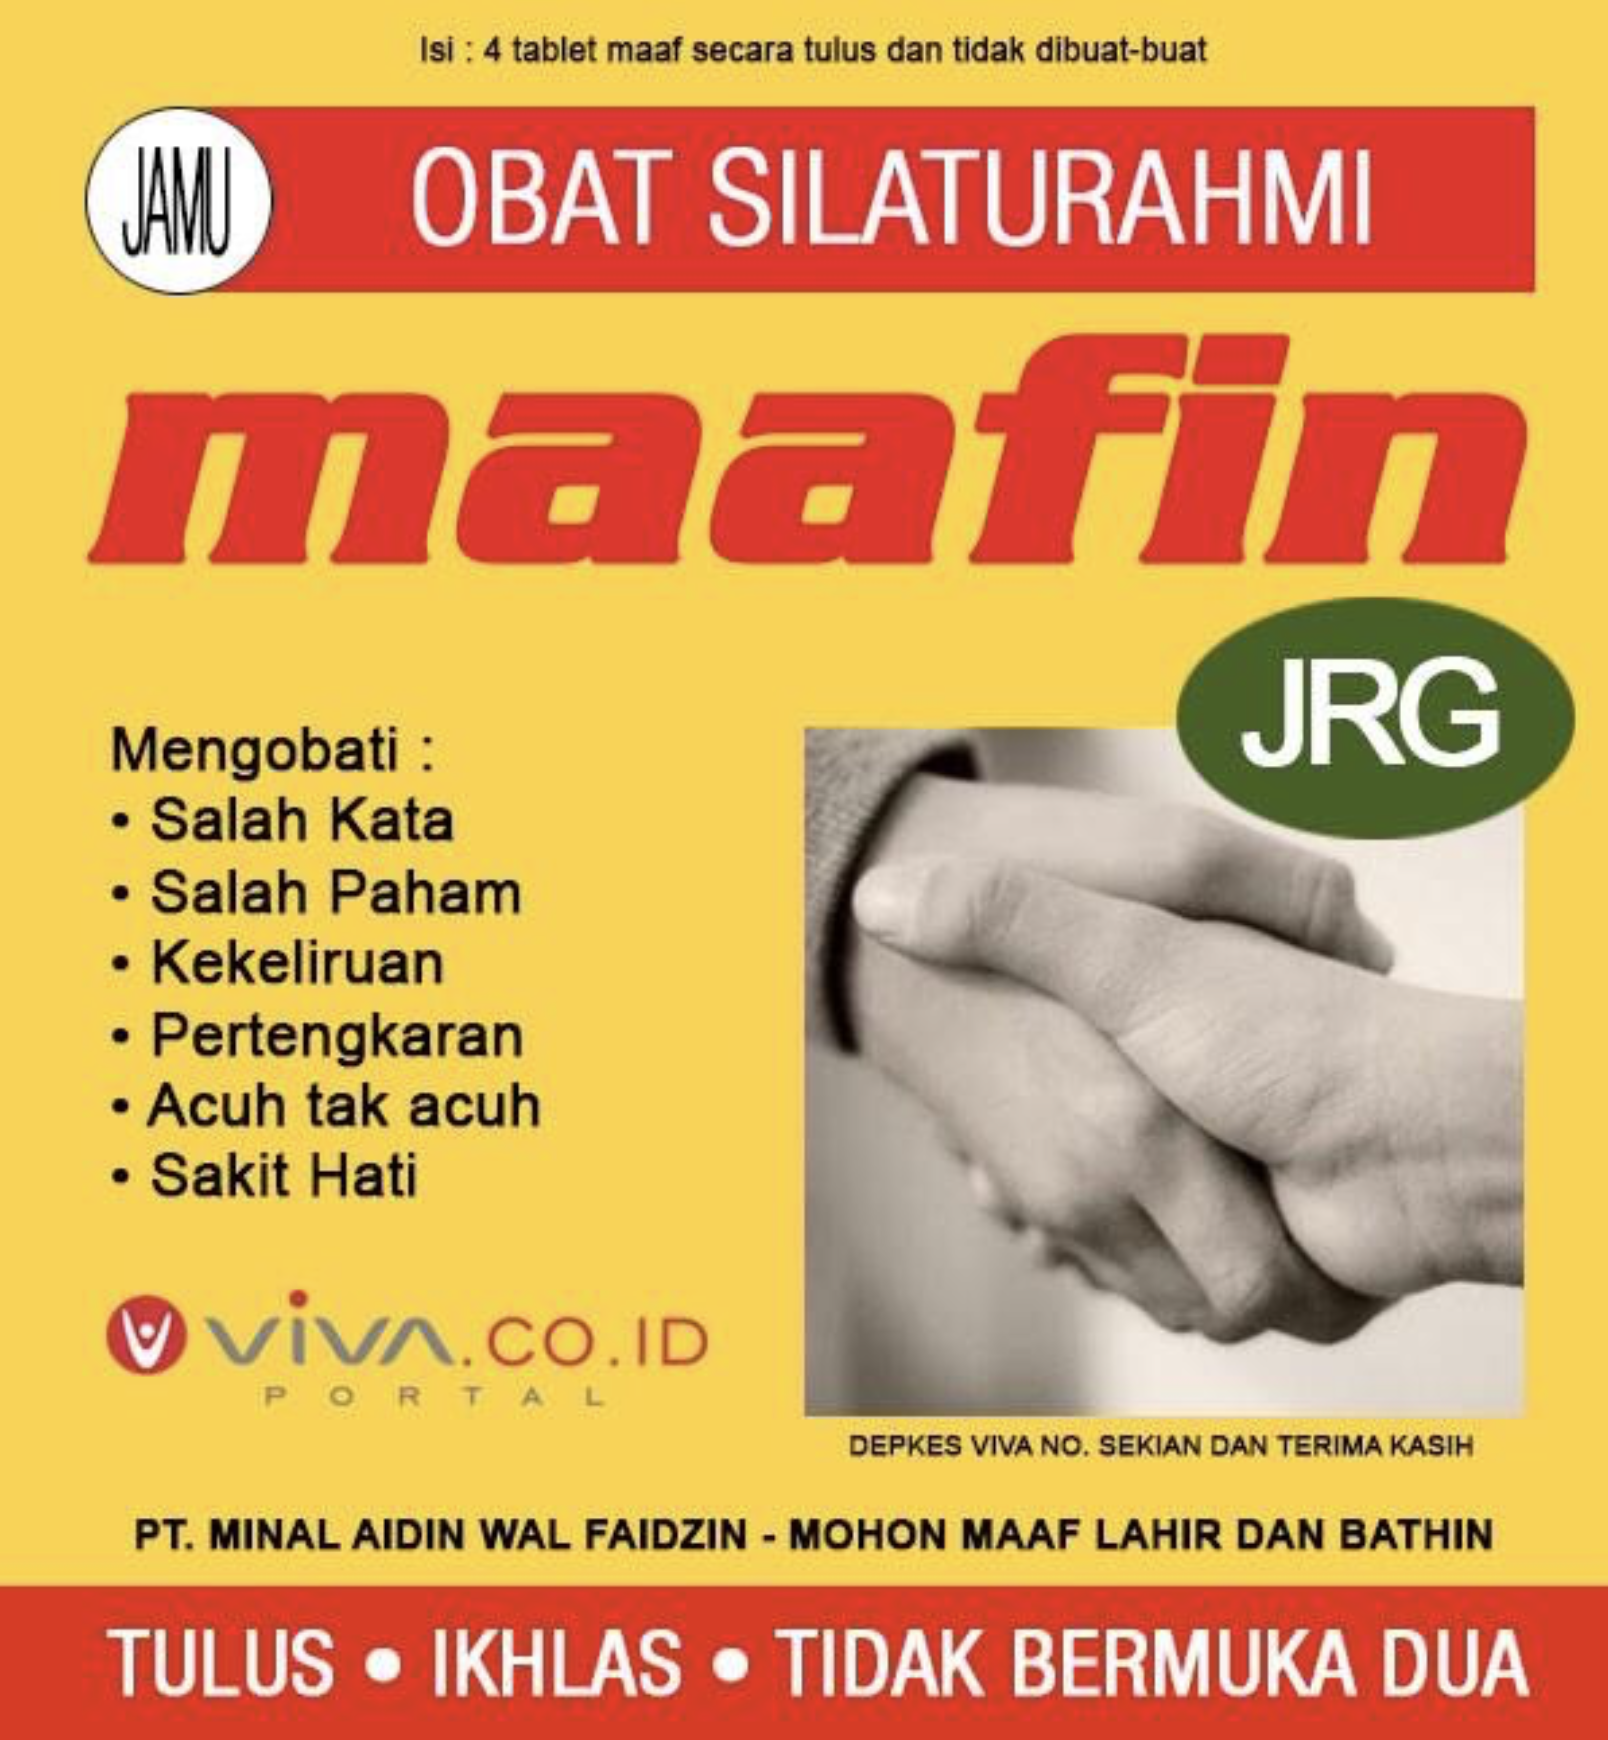 Isi : 4 tablet maaf secara tulus dan tidak dibuat-buat
JAMU
OBAT SILATURAHMI
maafin
JRG
Mengobati :
• Salah Kata
• Salah Paham
• Kekeliruan
• Pertengkaran
• Acuh tak acuh
• Sakit Hati
viva.co.id
PORTAL
DEPKES VIVA NO. SEKIAN DAN TERIMA KASIH
PT. MINAL AIDIN WAL FAIDZIN - MOHON MAAF LAHIR DAN BATHIN
TULUS • IKHLAS • TIDAK BERMUKA DUA